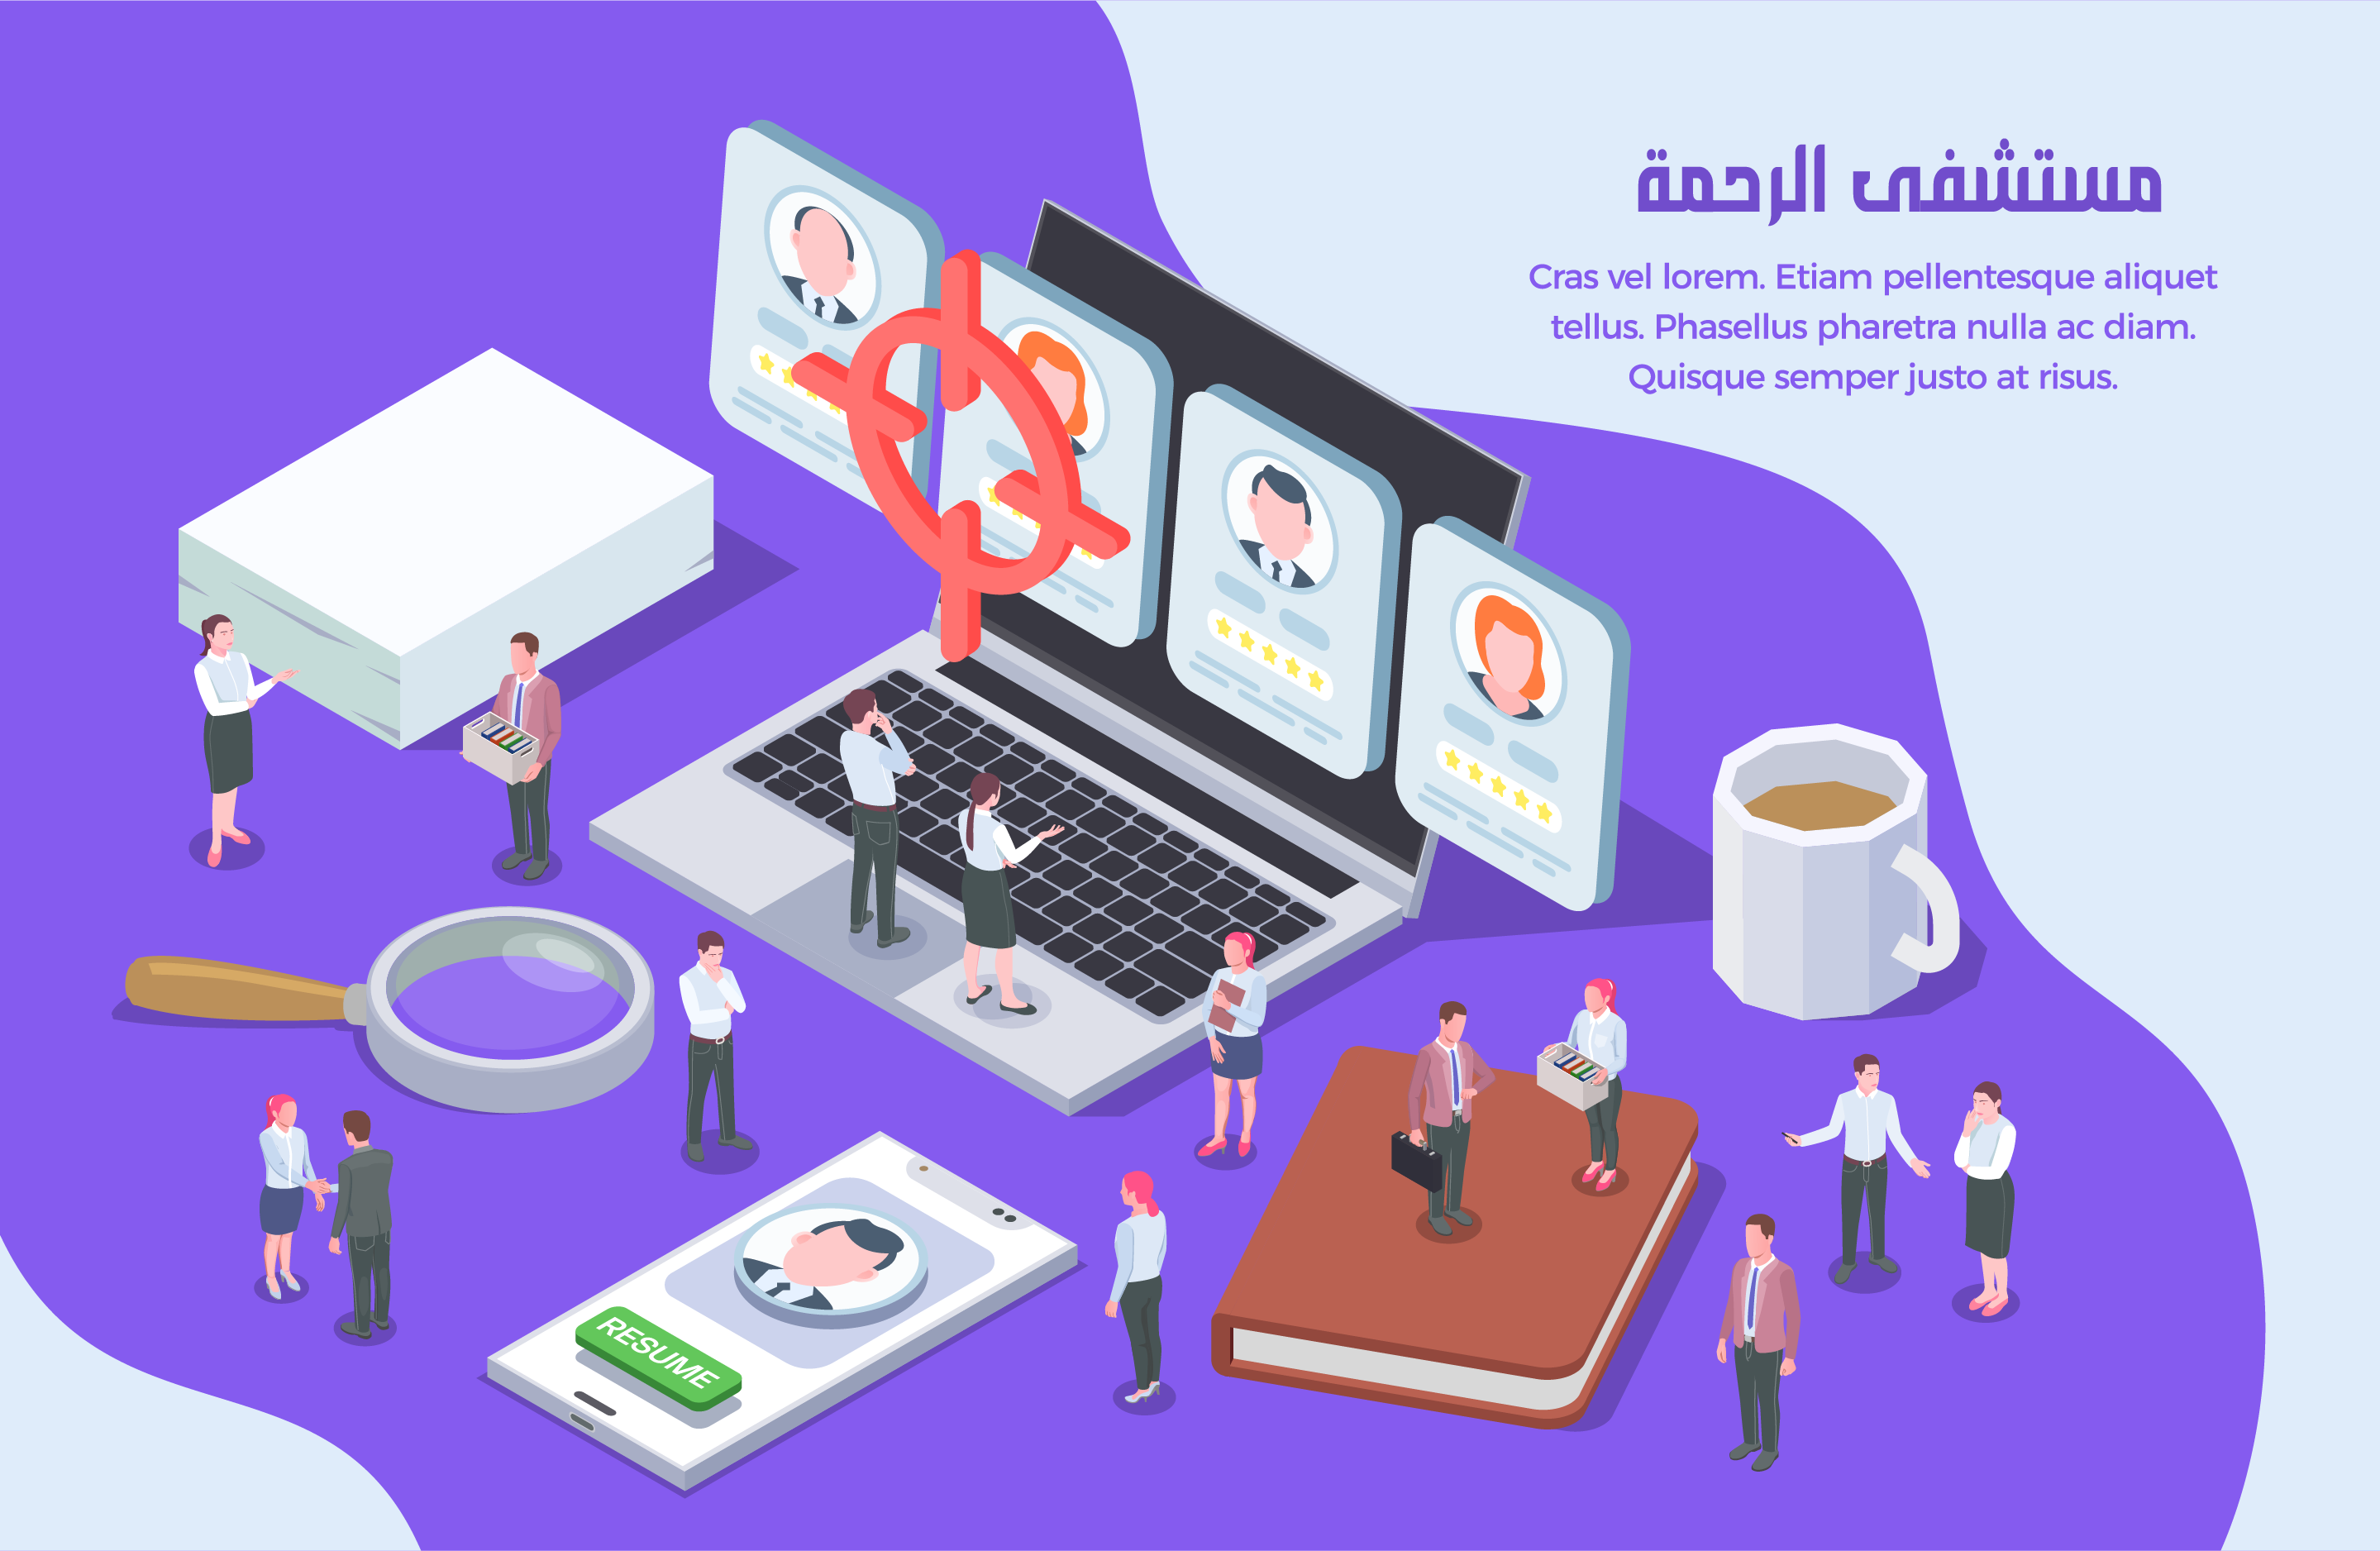 مستشفى الرحمة
Cras vel lorem. Etiam pellentesque aliquet
tellus. Phasellus pharetra nulla ac diam.
Quisque semper justo at risus.
RESUME